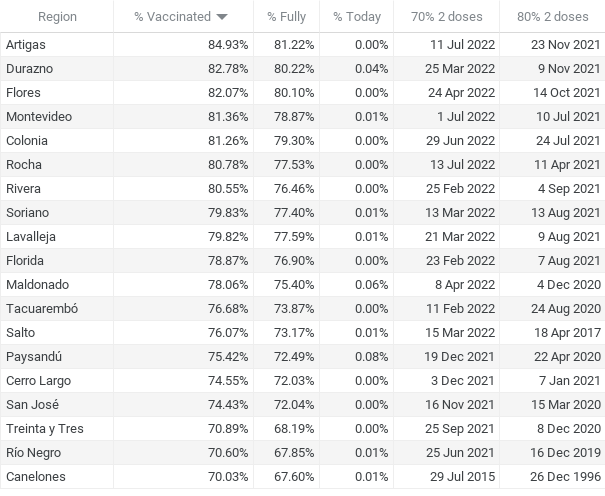 Region % Vaccinated % Fully % Today 70% 2 doses 80% 2 doses
Artigas 84.93% 81.22% 0.00% 11 Jul 2022 23 Nov 2021
Durazno 82.78% 80.22% 0.04% 25 Mar 2022 9 Nov 2021
Flores 82.07% 80.10% 0.00% 24 Apr 2022 14 Oct 2021
Montevideo 81.36% 78.87% 0.01% 1 Jul 2022 10 Jul 2021
Colonia 81.26% 79.30% 0.00% 29 Jun 2022 24 Jul 2021
Rocha 80.78% 77.53% 0.00% 13 Jul 2022 11 Apr 2021
Rivera 80.55% 76.46% 0.00% 25 Feb 2022 4 Sep 2021
Soriano 79.83% 77.40% 0.01% 13 Mar 2022 13 Aug 2021
Lavalleja 79.82% 77.59% 0.01% 21 Mar 2022 9 Aug 2021
Florida 78.87% 76.90% 0.00% 23 Feb 2022 7 Aug 2021
Maldonado 78.06% 75.40% 0.06% 8 Apr 2022 4 Dec 2020
Tacuarembó 76.68% 73.87% 0.00% 11 Feb 2022 24 Aug 2020
Salto 76.07% 73.17% 0.01% 15 Mar 2022 18 Apr 2017
Paysandú 75.42% 72.49% 0.08% 19 Dec 2021 22 Apr 2020
Cerro Largo 74.55% 72.03% 0.00% 3 Dec 2021 7 Jan 2021
San José 74.43% 72.04% 0.00% 16 Nov 2021 15 Mar 2020
Treinta y Tres 70.89% 68.19% 0.00% 25 Sep 2021 8 Dec 2020
Río Negro 70.60% 67.85% 0.01% 25 Jun 2021 16 Dec 2019
Canelones 70.03% 67.60% 0.01% 29 Jul 2015 26 Dec 1996